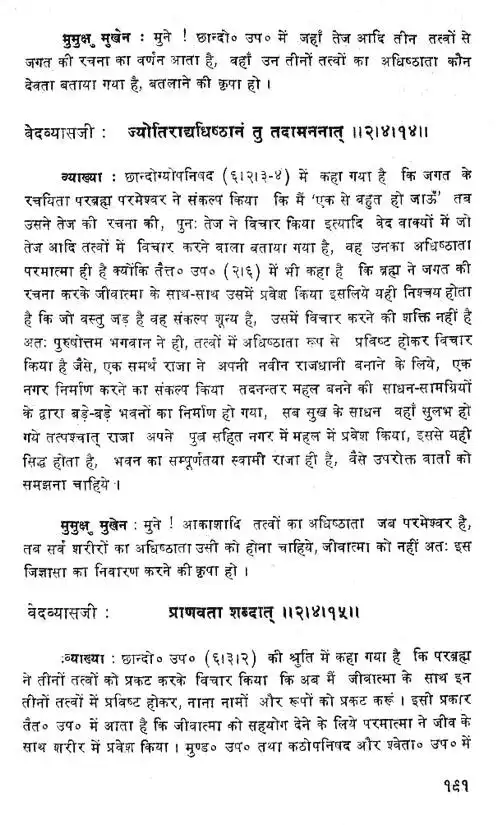 मुमुक्षु मुखेन : मुने ! छान्दो० उप० में जहाँ तेज आदि तीन तत्वों से
जगत की रचना का वर्णन आता है, वहाँ उन तीनों तत्वों का अधिष्ठाता कौन
देवता बताया गया है, बतलाने की कृपा हो ।
वेदव्यासजी : ज्योतिराद्यधिष्ठानं तु तदामननात् ॥२।४।१४॥
व्याख्या : छान्दोग्योपनिषद (६।२।३-४) में कहा गया है कि जगत के
रचयिता परब्रह्म परमेश्वर ने संकल्प किया कि मैं 'एक से बहुत हो जाऊँ' तब
उसने तेज की रचना की, पुनः तेज ने विचार किया इत्यादि वेद वाक्यों में जो
तेज आदि तत्वों में विचार करने वाला बताया गया है, वह उनका अधिष्ठाता
परमात्मा ही है क्योंकि तैत्त० उप० (२।६) में भी कहा है कि ब्रह्म ने जगत की
रचना करके जीवात्मा के साथ-साथ उसमें प्रवेश किया इसलिये यही निश्चय होता
है कि जो वस्तु जड़ है वह संकल्प शून्य है, उसमें विचार करने की शक्ति नहीं है
अतः पुरुषोत्तम भगवान ने ही, तत्वों में अधिष्ठाता रूप से प्रविष्ट होकर विचार
किया है जैसे, एक समर्थ राजा ने अपनी नवीन राजधानी बनाने के लिये, एक
नगर निर्माण करने का संकल्प किया तदनन्तर महल बनने की साधन-सामग्रियों
के द्वारा बड़े-बड़े भवनों का निर्माण हो गया, सब सुख के साधन वहाँ सुलभ हो
गये तत्पश्चात् राजा अपने पुत्र सहित नगर में महल में प्रवेश किया, इससे यही
सिद्ध होता है, भवन का सम्पूर्णतया स्वामी राजा ही है, वैसे उपरोक्त वार्ता को
समझना चाहिये ।
मुमुक्षु मुखेन : मुने ! आकाशादि तत्वों का अधिष्ठाता जब परमेश्वर है,
तब सर्व शरीरों का अधिष्ठाता उसी को होना चाहिये, जीवात्मा को नहीं अतः इस
जिज्ञासा का निवारण करने की कृपा हो ।
वेदव्यासजी : प्राणवता शब्दात् ॥२।४।१५॥
व्याख्या : छान्दो० उप० (६।३।२) की श्रुति में कहा गया है कि परब्रह्म
ने तीनों तत्वों को प्रकट करके विचार किया कि अब मैं जीवात्मा के साथ इन
तीनों तत्वों में प्रविष्ट होकर, नाना नामों और रूपों को प्रकट करूं । इसी प्रकार
तैत० उप० में आता है कि जीवात्मा को सहयोग देने के लिये परमात्मा ने जीव के
साथ शरीर में प्रवेश किया । मुण्ड० उप० तथा कठोपनिषद और श्वेता० उप० में
१९१